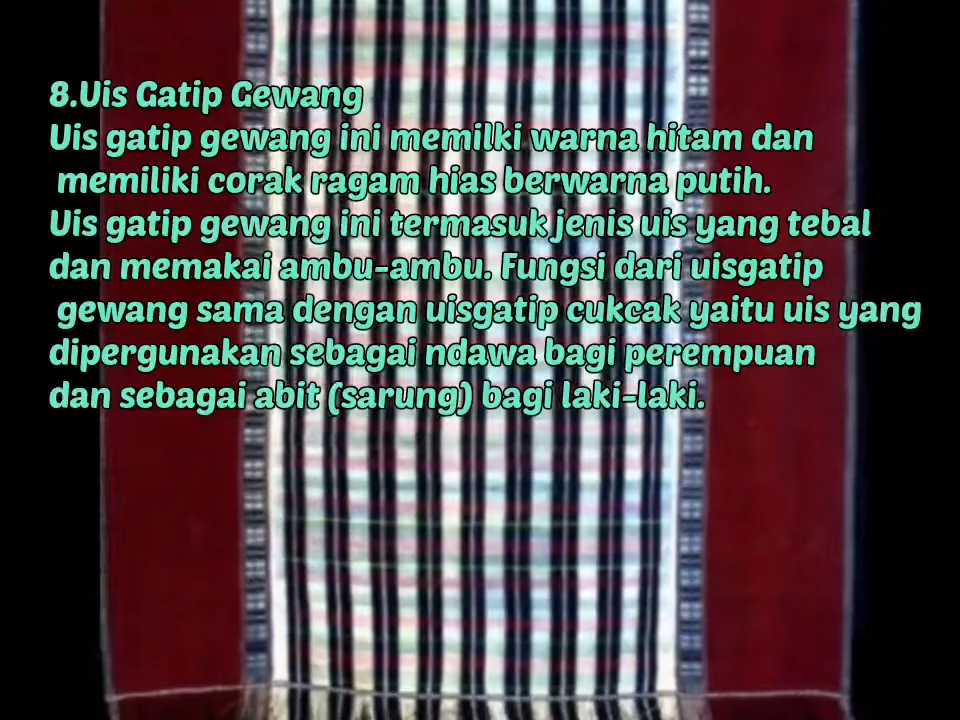 8.Uis Gatip Gewang
Uis gatip gewang ini memilki warna hitam dan
memiliki corak ragam hias berwarna putih.
Uis gatip gewang ini termasuk jenis uis yang tebal
dan memakai ambu-ambu. Fungsi dari uisgatip
gewang sama dengan uisgatip cukcak yaitu uis yang
dipergunakan sebagai ndawa bagi perempuan
dan sebagai abit (sarung) bagi laki-laki.